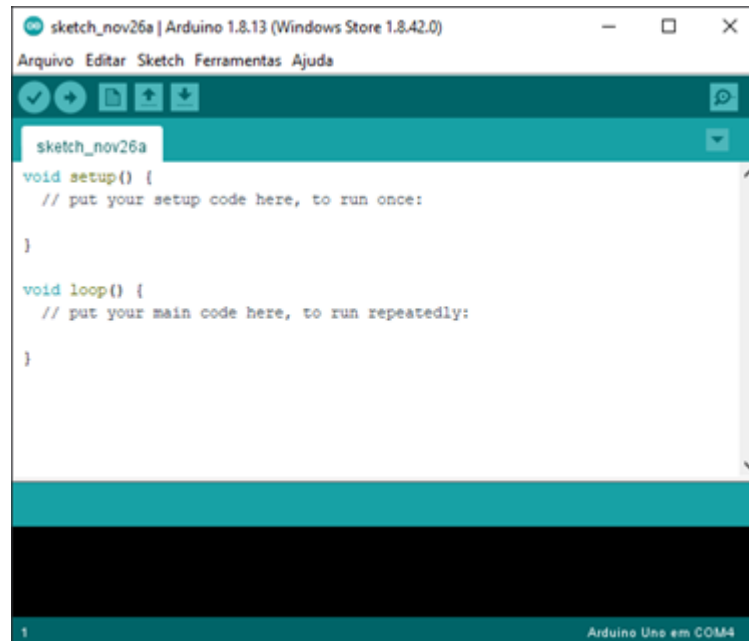 sketch_nov26a | Arduino 1.8.13 (Windows Store 1.8.42.0)
Arquivo Editar Sketch Ferramentas Ajuda
sketch_nov26a
void setup() {
// put your setup code here, to run once:
}
void loop() {
// put your main code here, to run repeatedly:
}
1 Arduino Uno em COM4